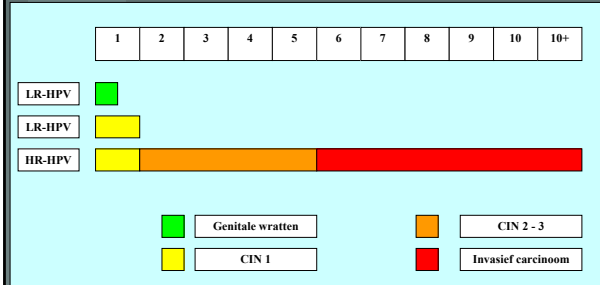 1 2 3 4 5 6 7 8 9 10 10+
LR-HPV
LR-HPV
HR-HPV
Genitale wratten CIN 2 - 3
CIN 1 Invasief carcinoom